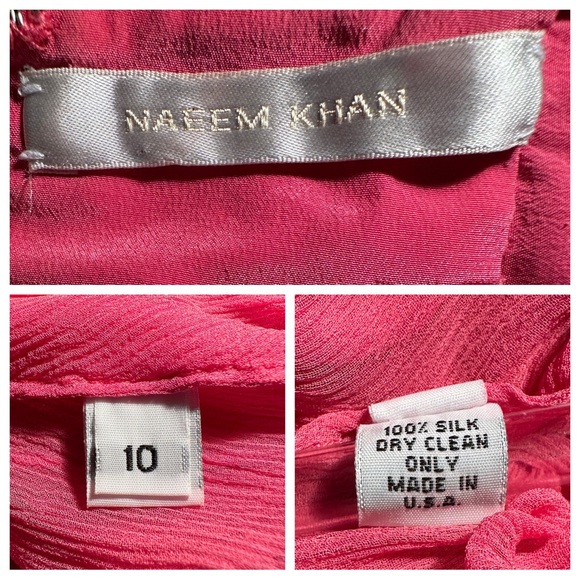 NAEEM KHAN
10
100% SILK
DRY CLEAN
ONLY
MADE IN
U.S.A.